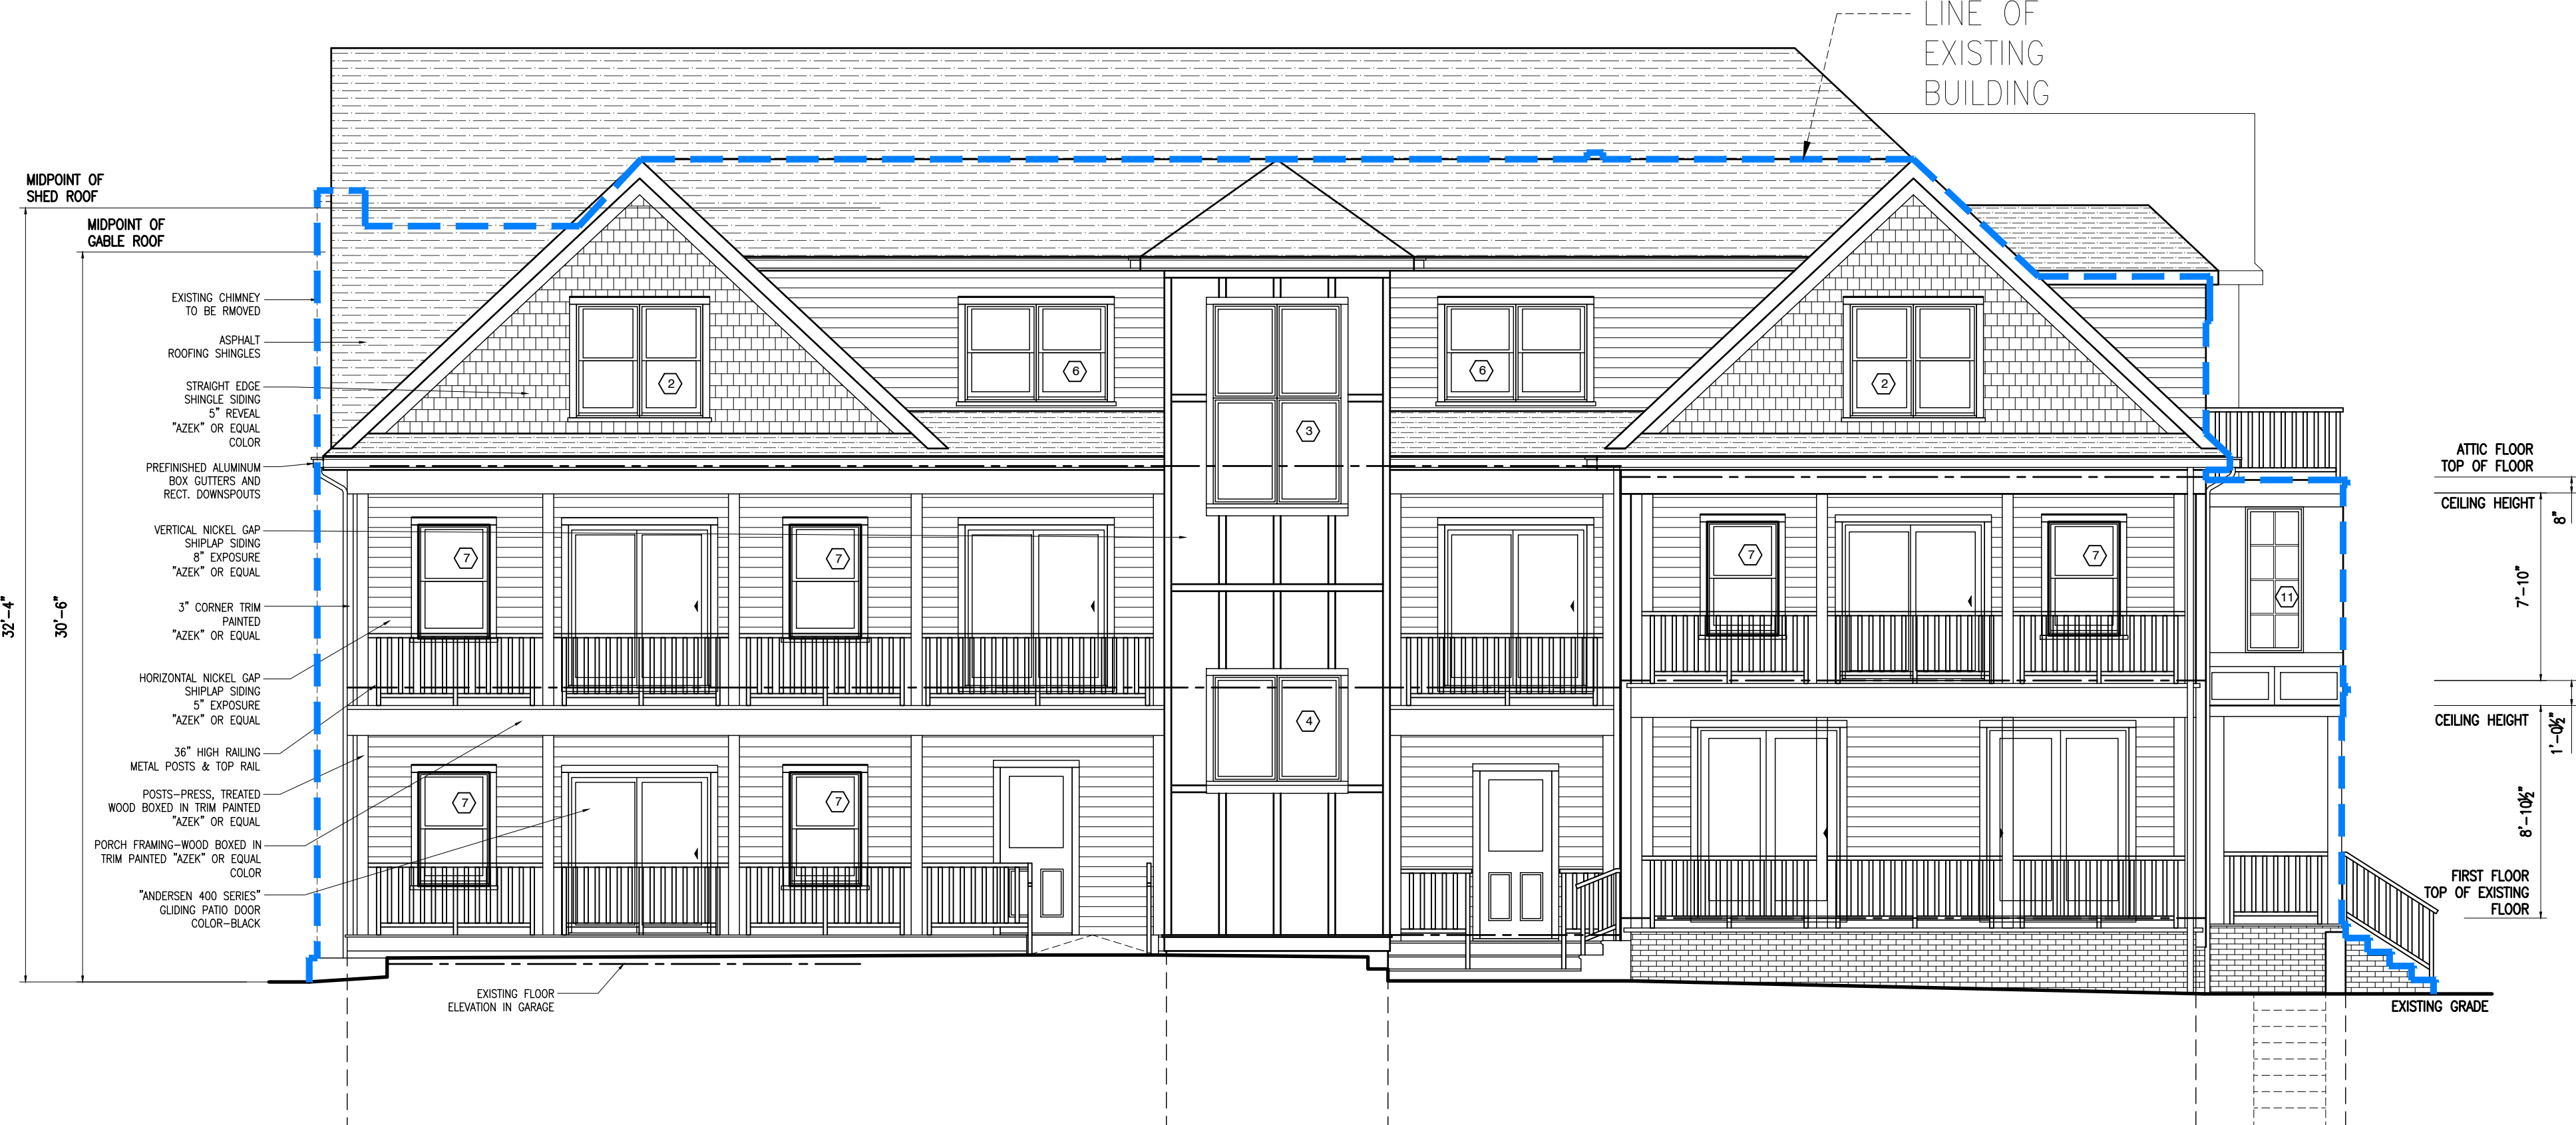 LINE OF
EXISTING
BUILDING
MIDPOINT OF
SHED ROOF
MIDPOINT OF
GABLE ROOF
32'-4"
30'-6"
EXISTING CHIMNEY
TO BE RMOVED
ASPHALT
ROOFING SHINGLES
STRAIGHT EDGE
SHINGLE SIDING
5" REVEAL
"AZEK" OR EQUAL
COLOR
PREFINISHED ALUMINUM
BOX GUTTERS AND
RECT. DOWNSPOUTS
VERTICAL NICKEL GAP
SHIPLAP SIDING
8" EXPOSURE
"AZEK" OR EQUAL
3" CORNER TRIM
PAINTED
"AZEK" OR EQUAL
HORIZONTAL NICKEL GAP
SHIPLAP SIDING
5" EXPOSURE
"AZEK" OR EQUAL
36" HIGH RAILING
METAL POSTS & TOP RAIL
POSTS-PRESS, TREATED
WOOD BOXED IN TRIM PAINTED
"AZEK" OR EQUAL
PORCH FRAMING-WOOD BOXED IN
TRIM PAINTED "AZEK" OR EQUAL
COLOR
"ANDERSEN 400 SERIES"
GLIDING PATIO DOOR
COLOR-BLACK
EXISTING FLOOR
ELEVATION IN GARAGE
2
6
6
2
3
7
7
7
7
11
4
7
7
ATTIC FLOOR
TOP OF FLOOR
CEILING HEIGHT
8"
7'-10"
CEILING HEIGHT
1'-0½"
8'-10½"
FIRST FLOOR
TOP OF EXISTING
FLOOR
EXISTING GRADE